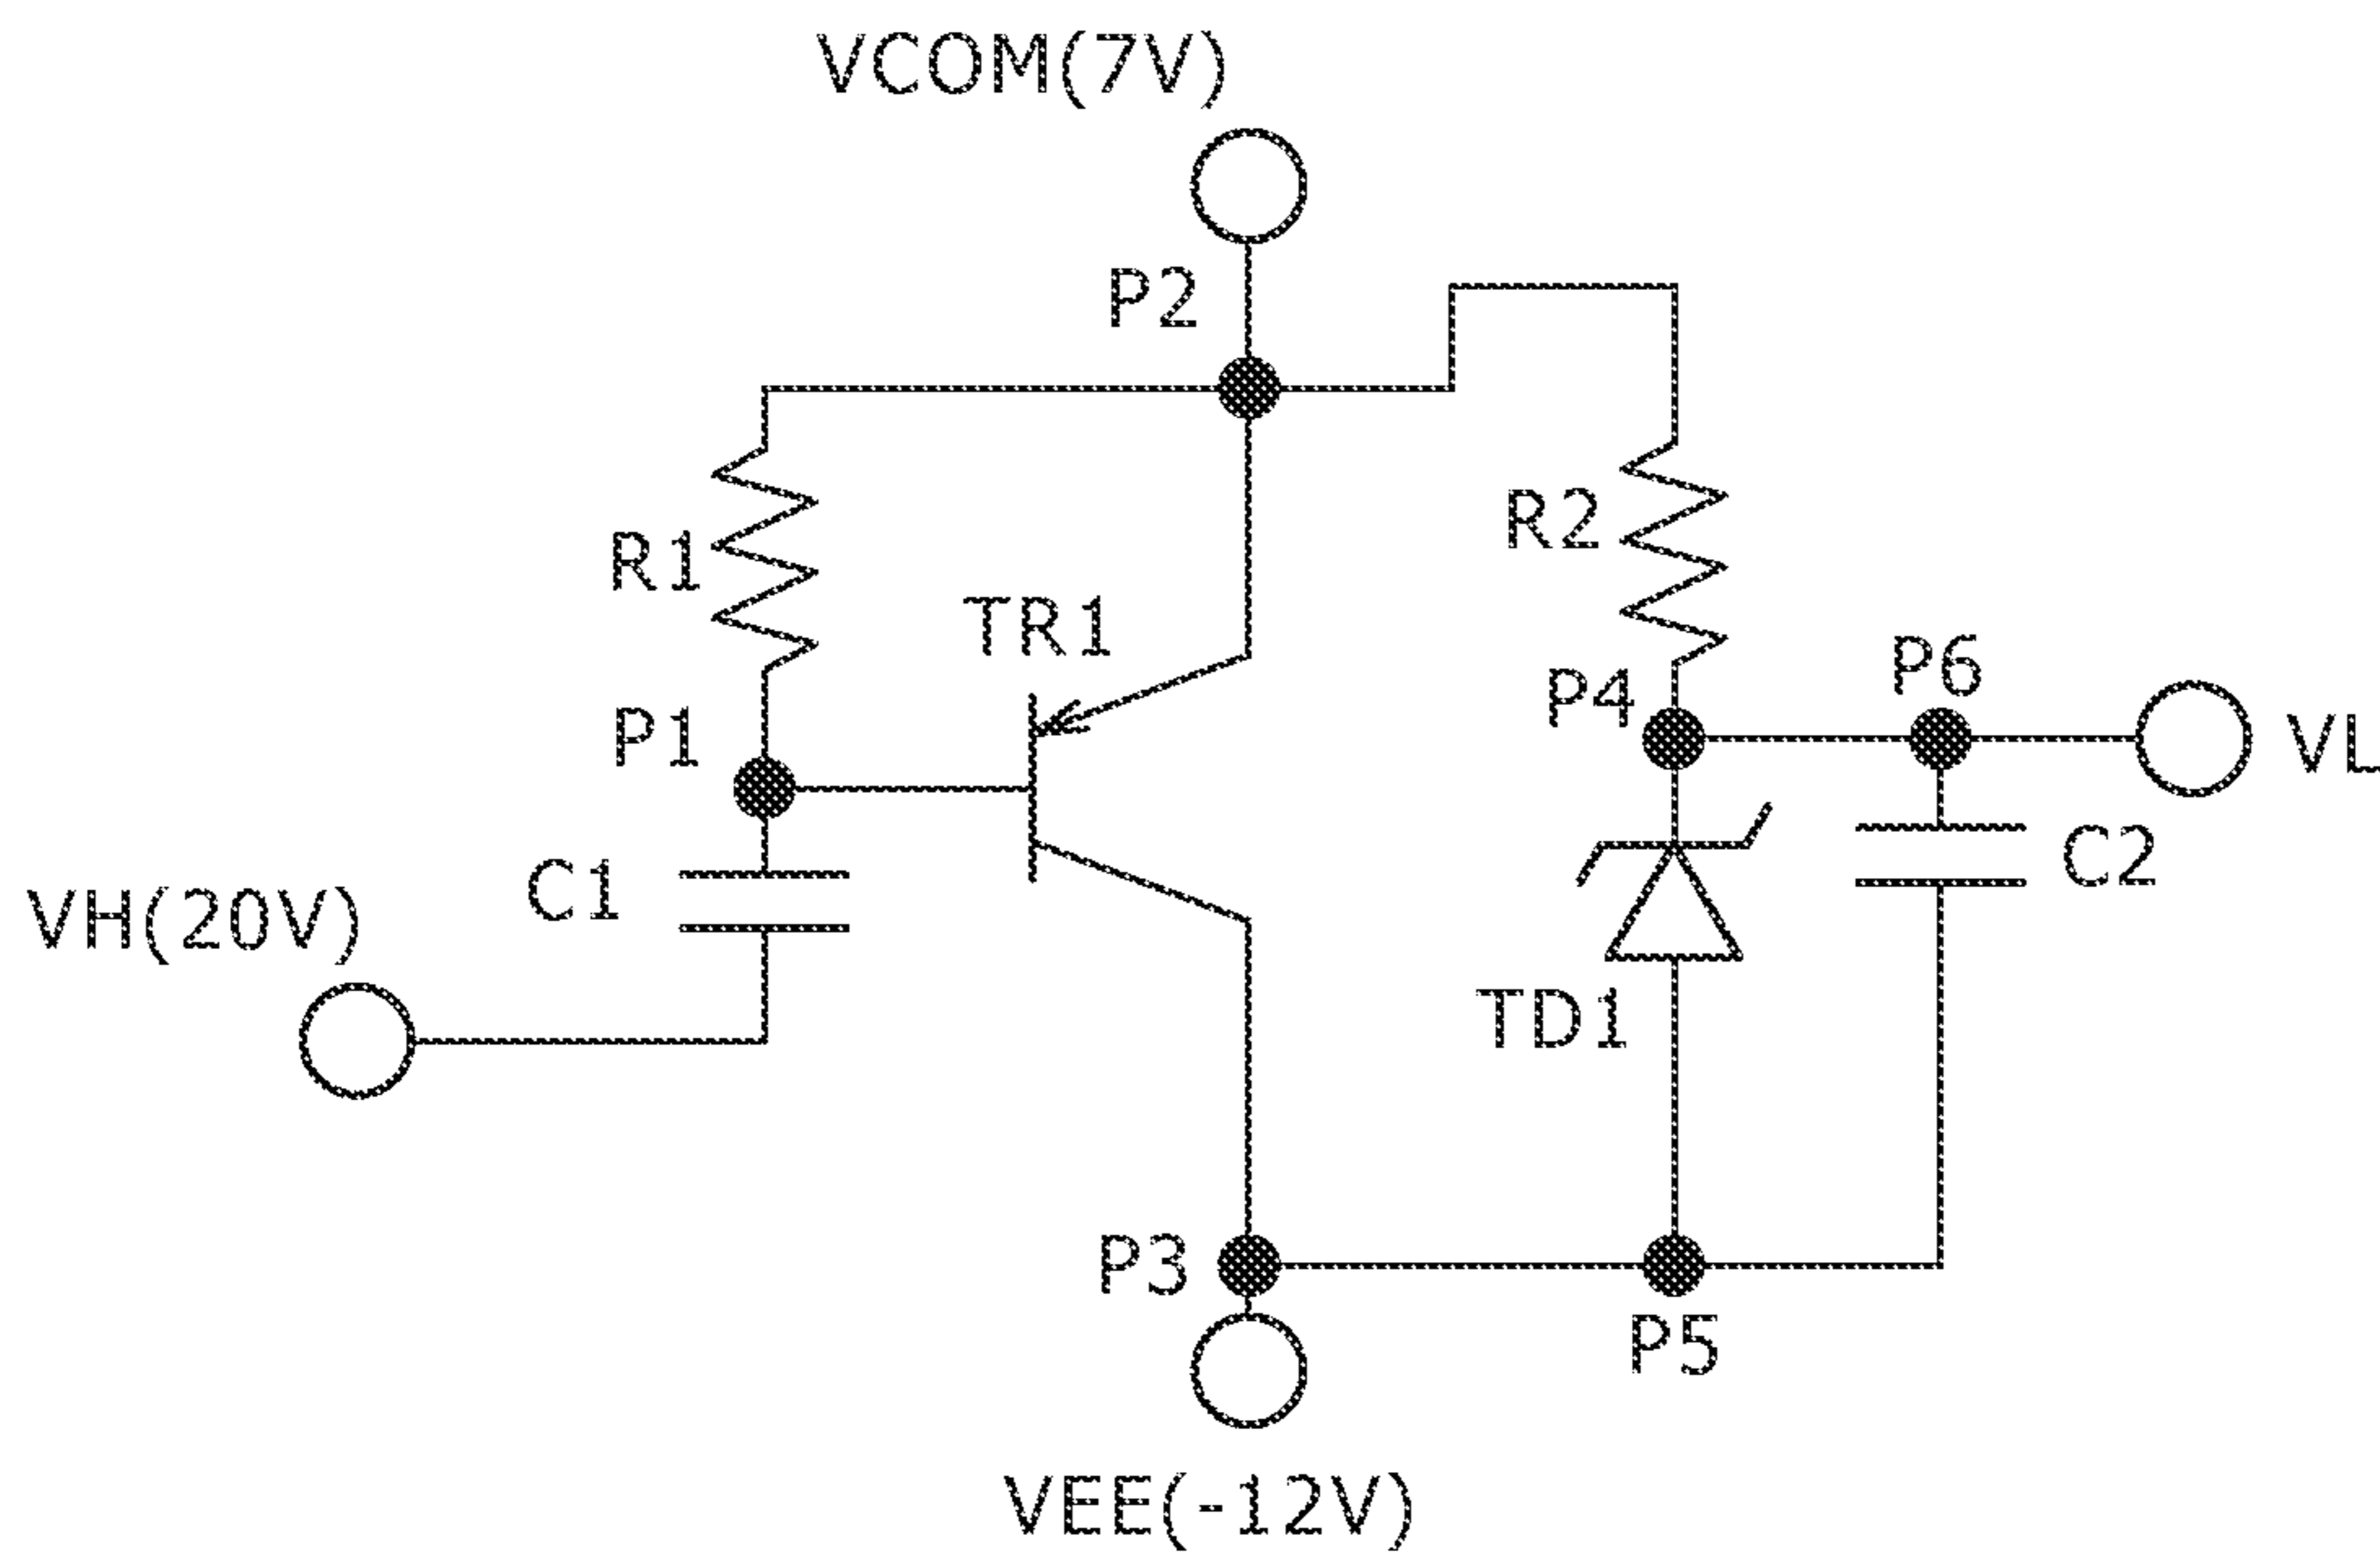 VCOM(7V)
P2
R1
R2
TR1
P4
P6
P1
VL
C1
C2
VH(20V)
TD1
P3
P5
VEE(-12V)